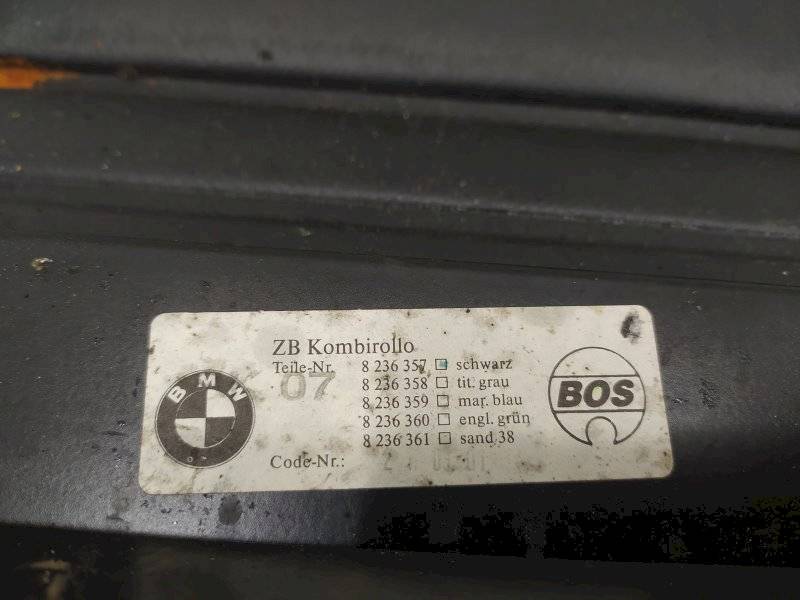 ZB Kombirollo
Teile-Nr. 8 236 357 schwarz
07
8 236 358 tit. grau
8 236 359 mar. blau
8 236 360 engl. grün
8 236 361 sand 38
Code-Nr.:
BMW
BOS